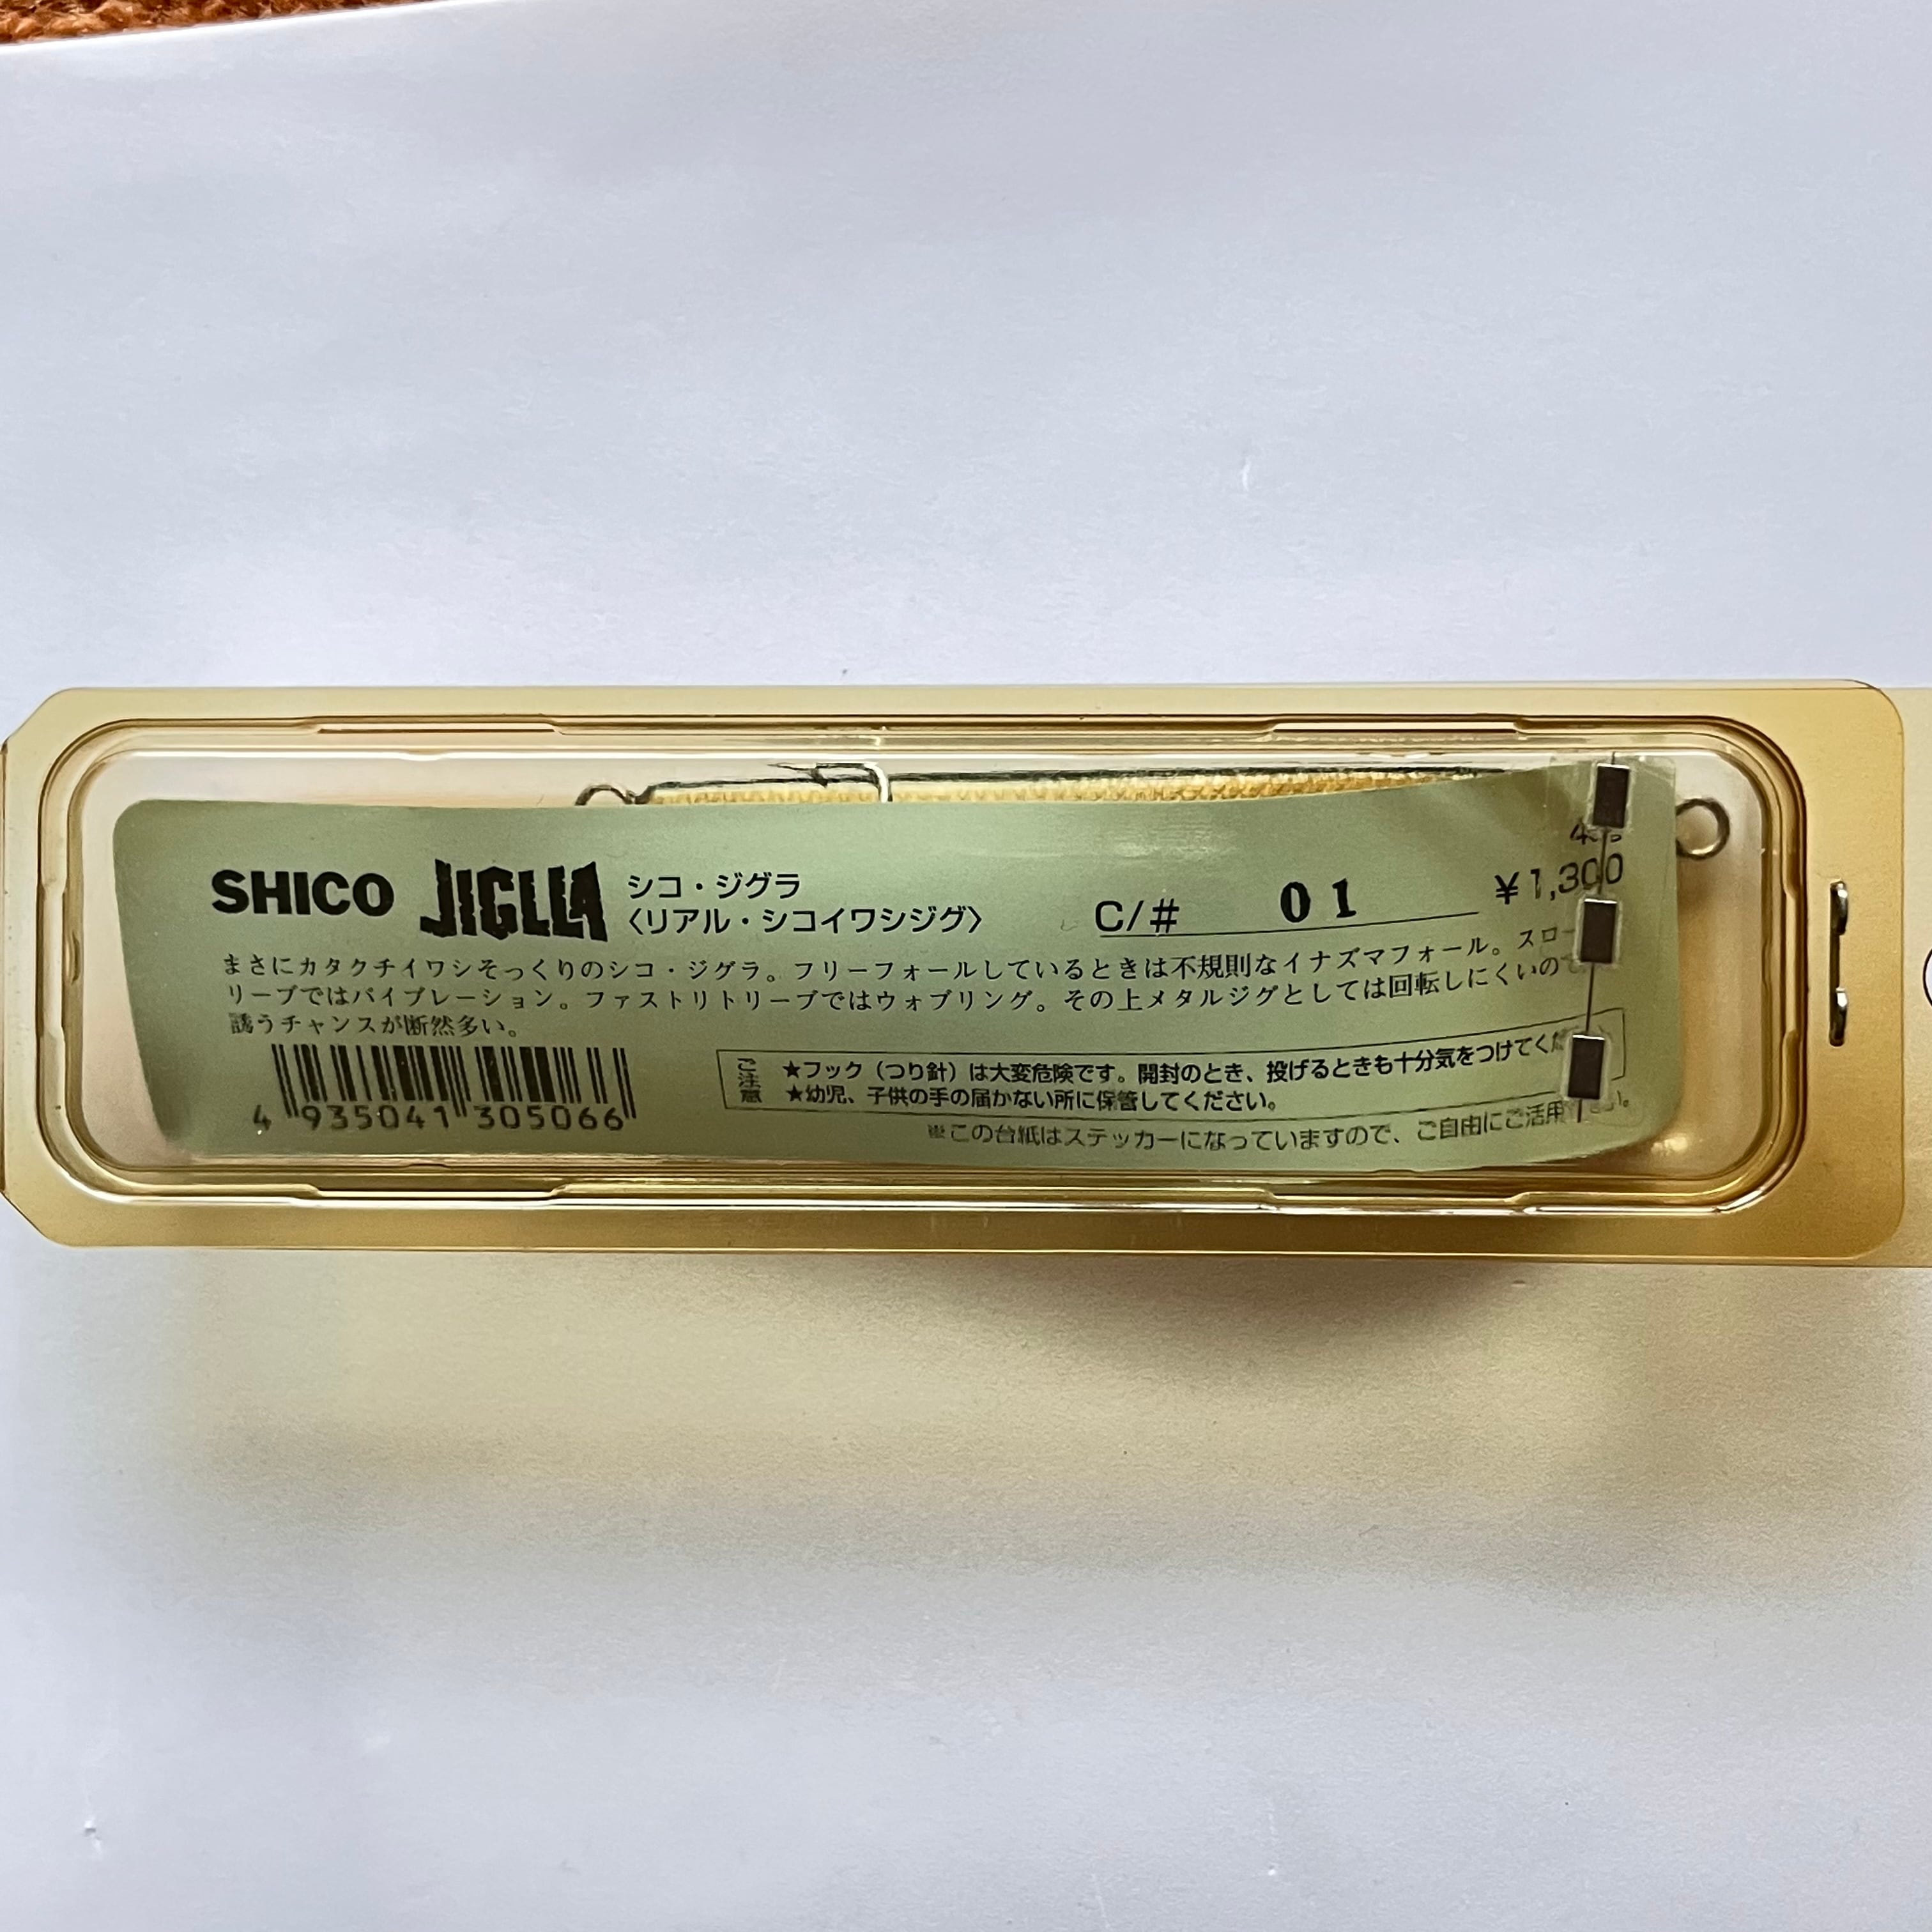 SHICO JIGLLA シコ・ジグラ
〈リアル・シコイワシジグ〉
C/# 01
¥1,300
まさにカタクチイワシそっくりのシコ・ジグラ。フリーフォールしているときは不規則なイナズマフォール。スロー
リーブではバイブレーション。ファストリトリーブではウォブリング。その上メタルジグとしては回転しにくいので
誘うチャンスが断然多い。
4 935041 305066
ご注意
★フック（つり針）は大変危険です。開封のとき、投げるときも十分気をつけてくだ
★幼児、子供の手の届かない所に保管してください。
※この台紙はステッカーになっていますので、ご自由にご活用